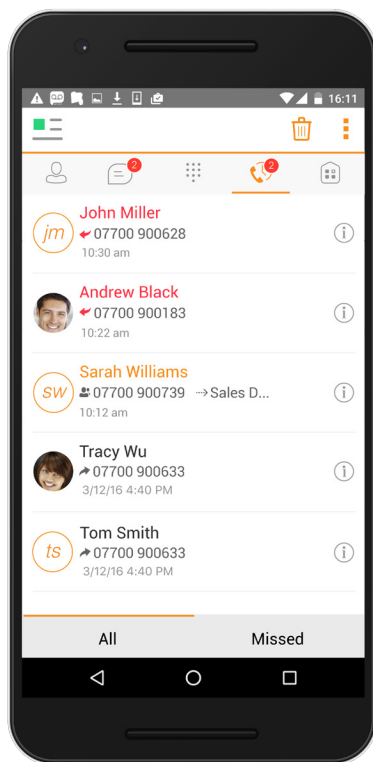 16:11
2
2
jm
John Miller
07700 900628
10:30 am
Andrew Black
07700 900183
10:22 am
SW
Sarah Williams
07700 900739 ⇢Sales D...
10:12 am
Tracy Wu
07700 900633
3/12/16 4:40 PM
ts
Tom Smith
07700 900633
3/12/16 4:40 PM
All Missed